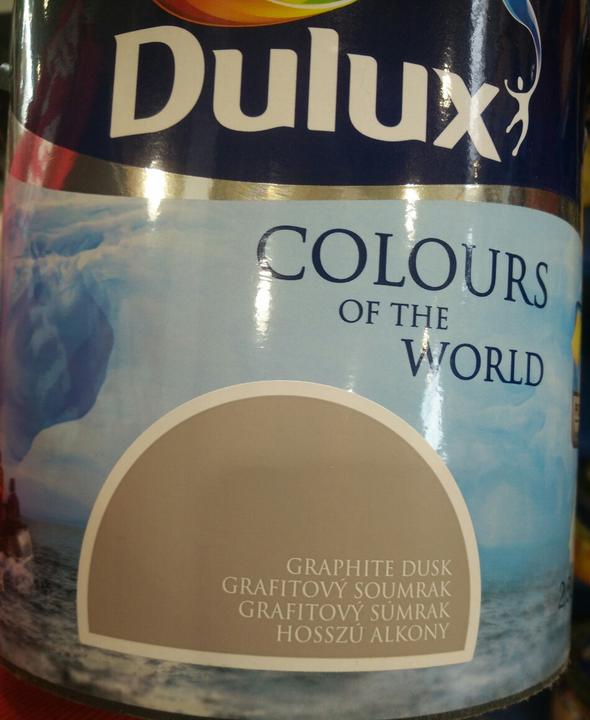 Dulux
COLOURS
OF THE
WORLD
GRAPHITE DUSK
GRAFITOVÝ SOUMRAK
GRAFITOVÝ SÚMRAK
HOSSZÚ ALKONY